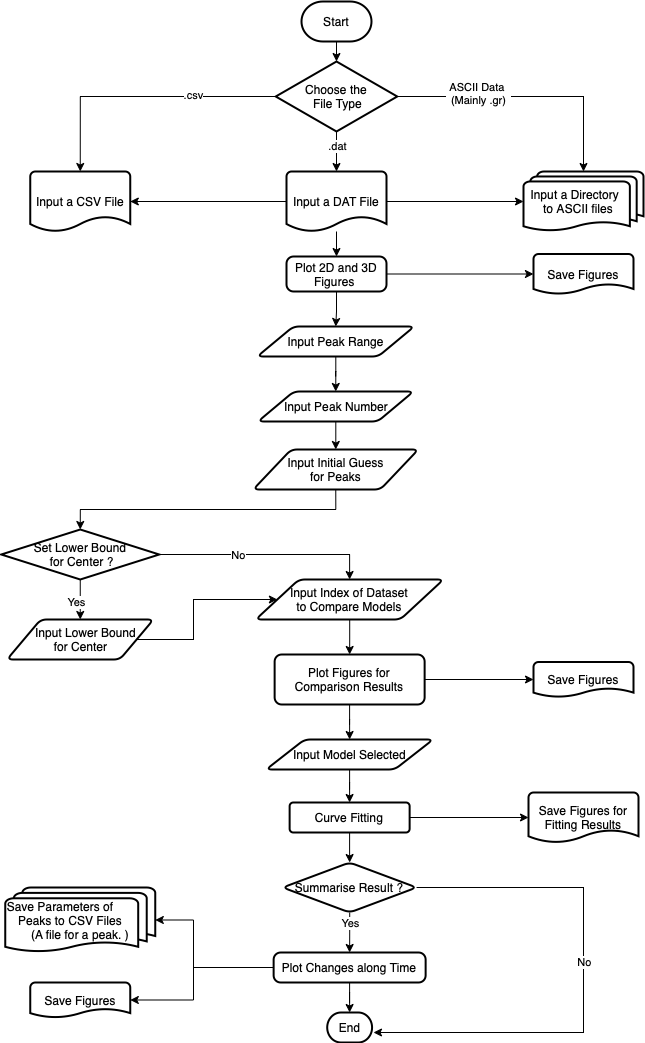 Start
Choose the
File Type
.csv
ASCII Data
(Mainly .gr)
.dat
Input a CSV File
Input a DAT File
Input a Directory
to ASCII files
Plot 2D and 3D
Figures
Save Figures
Input Peak Range
Input Peak Number
Input Initial Guess
for Peaks
Set Lower Bound
for Center ?
No
Yes
Input Index of Dataset
to Compare Models
Input Lower Bound
for Center
Plot Figures for
Comparison Results
Save Figures
Input Model Selected
Curve Fitting
Save Figures for
Fitting Results
Summarise Result ?
Yes
Save Parameters of
Peaks to CSV Files
(A file for a peak. )
No
Plot Changes along Time
Save Figures
End